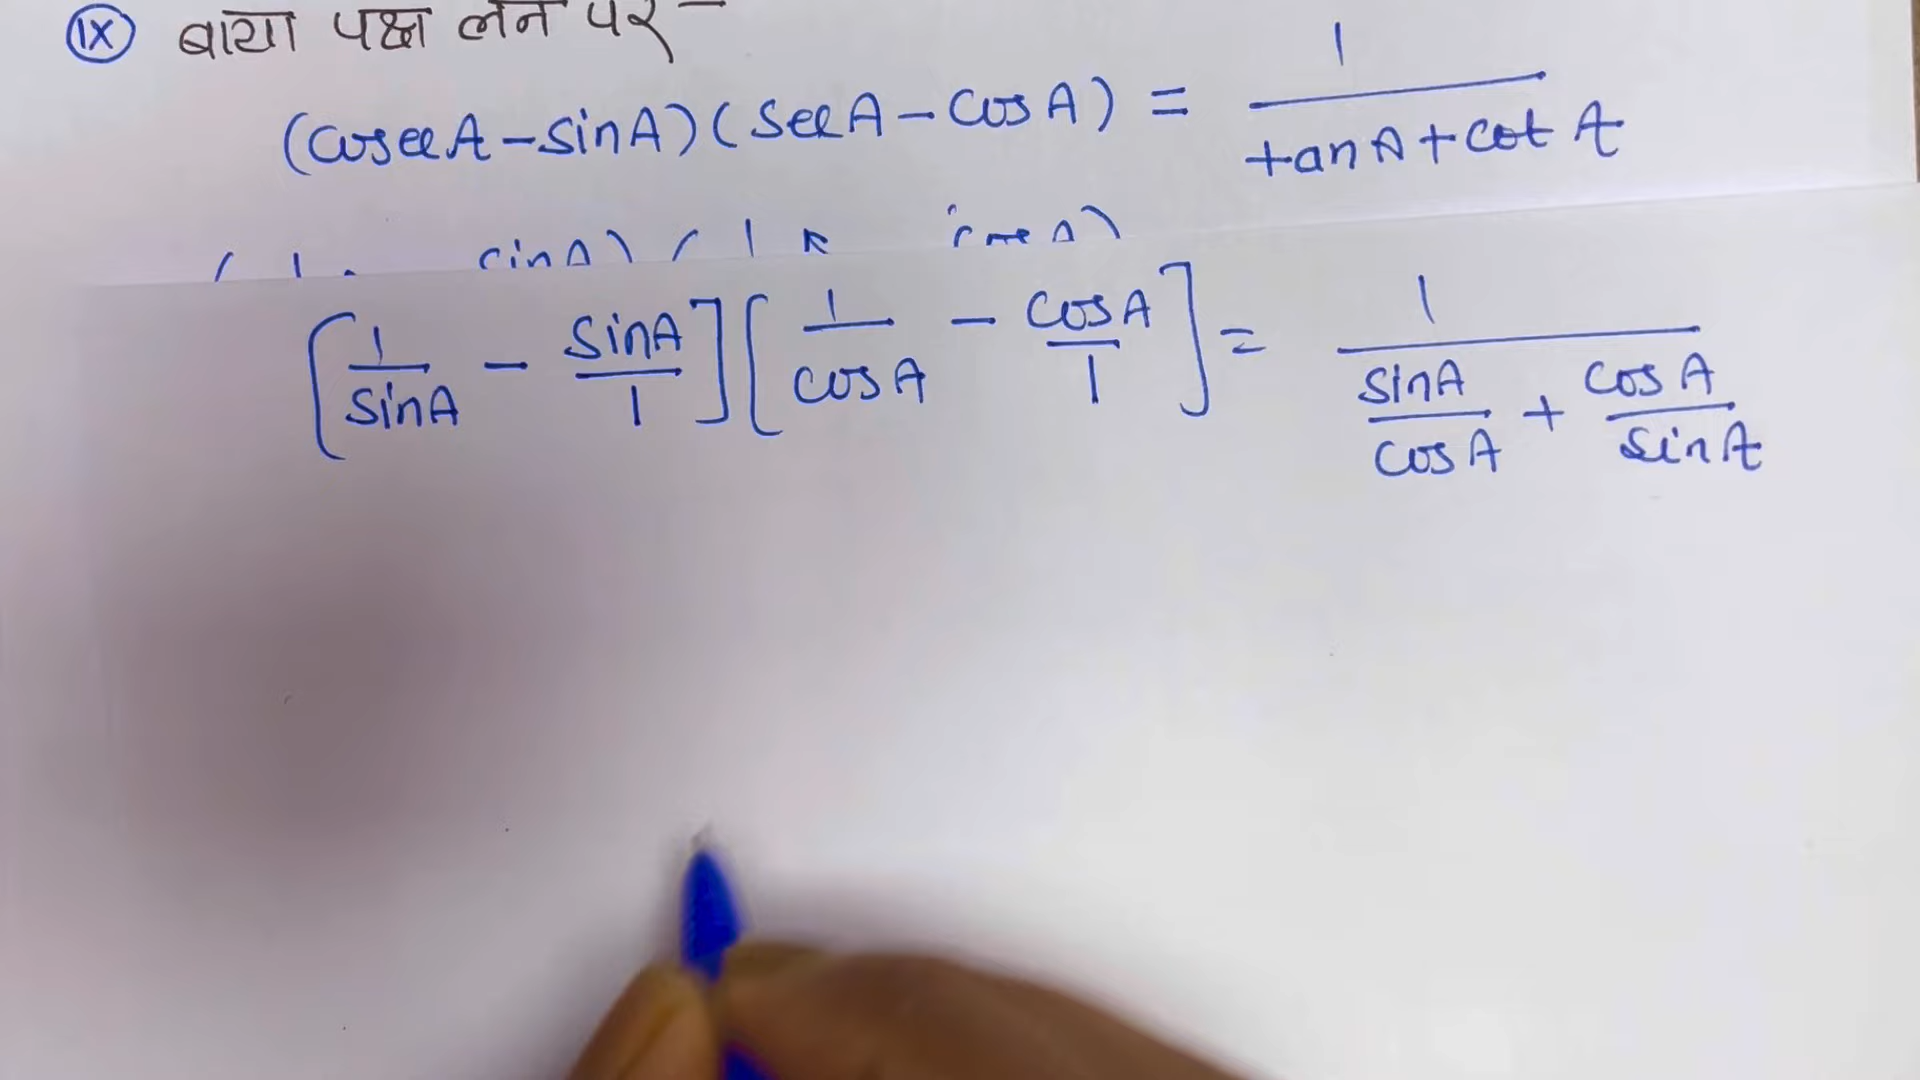 IX बाया पक्ष लेने पर -
(cosecA - sinA)(secA - cosA) = 1/(tanA + cotA)
[1/sinA - sinA/1][1/cosA - cosA/1] = 1/(sinA/cosA + cosA/sinA)